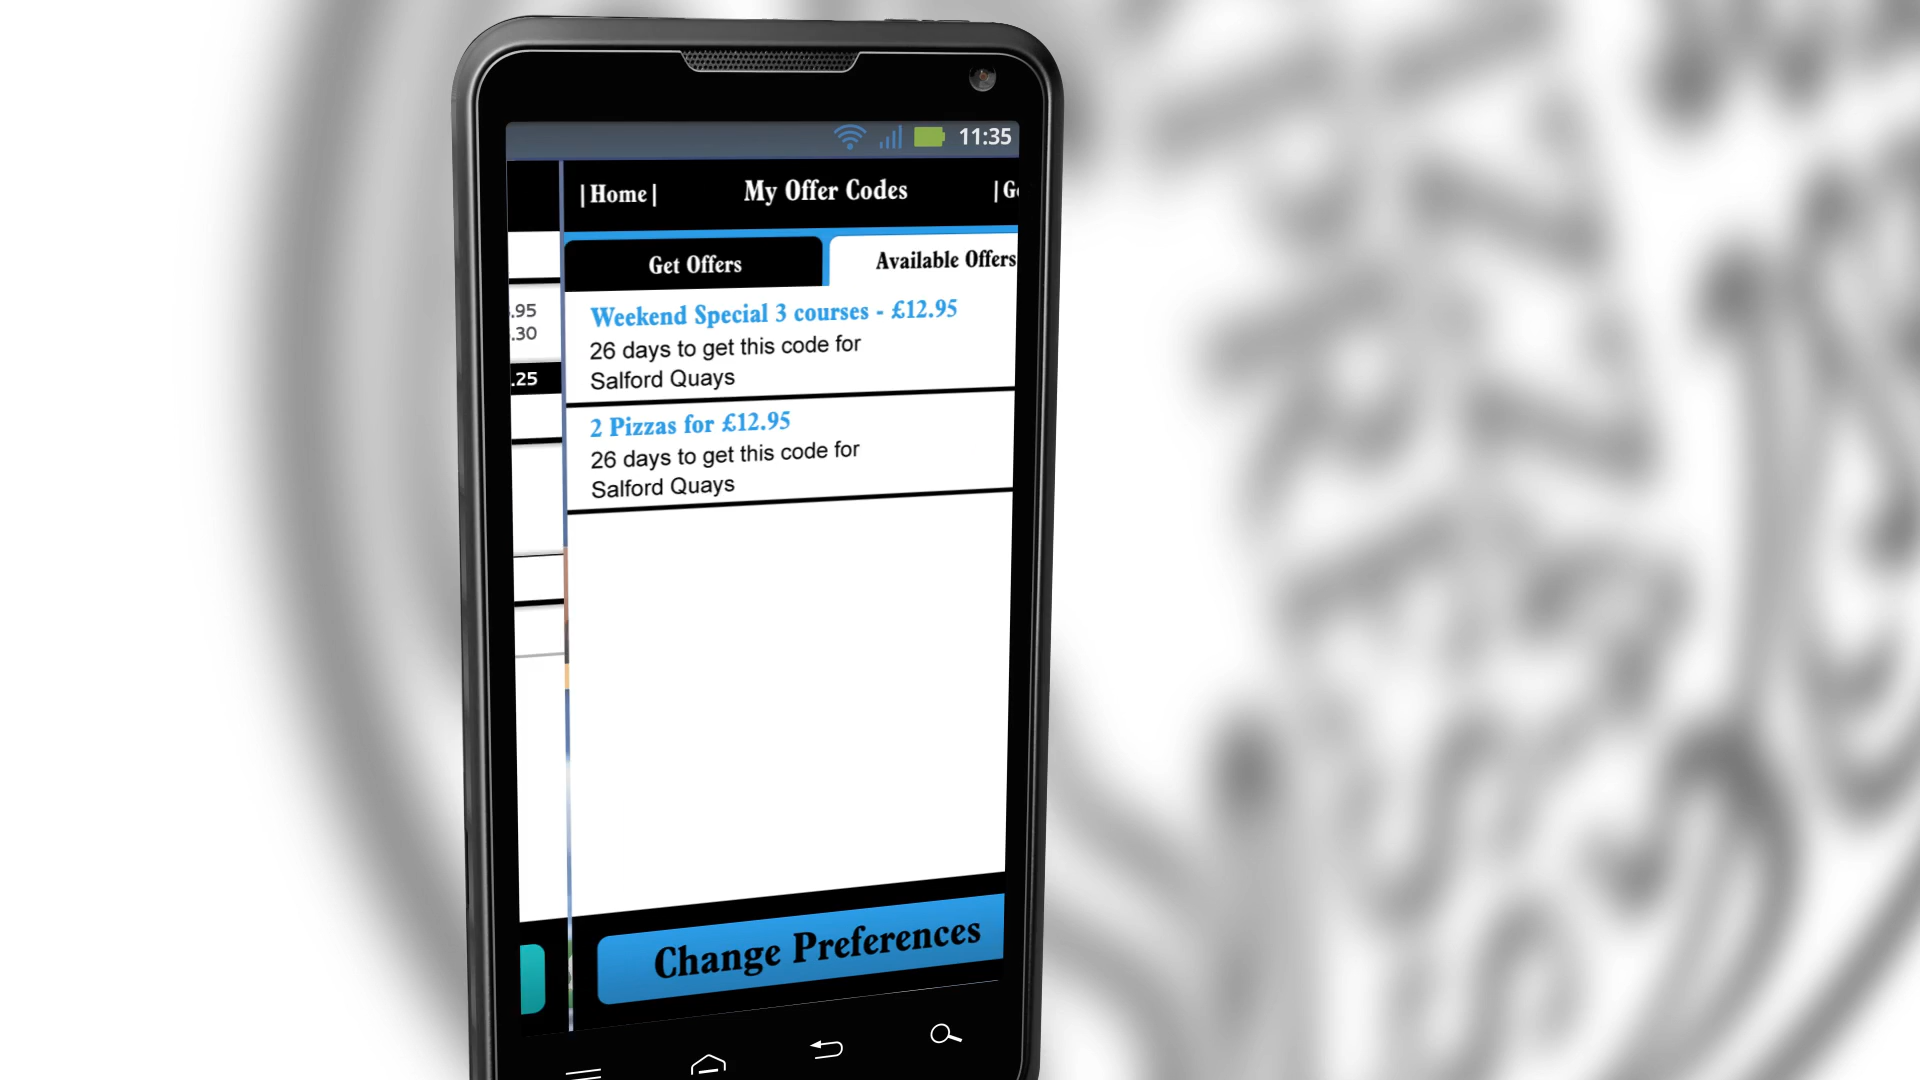 11:35
|Home|
My Offer Codes
Get Offers
Available Offers
.95
.30
.25
Weekend Special 3 courses - £12.95
26 days to get this code for
Salford Quays
2 Pizzas for £12.95
26 days to get this code for
Salford Quays
Change Preferences